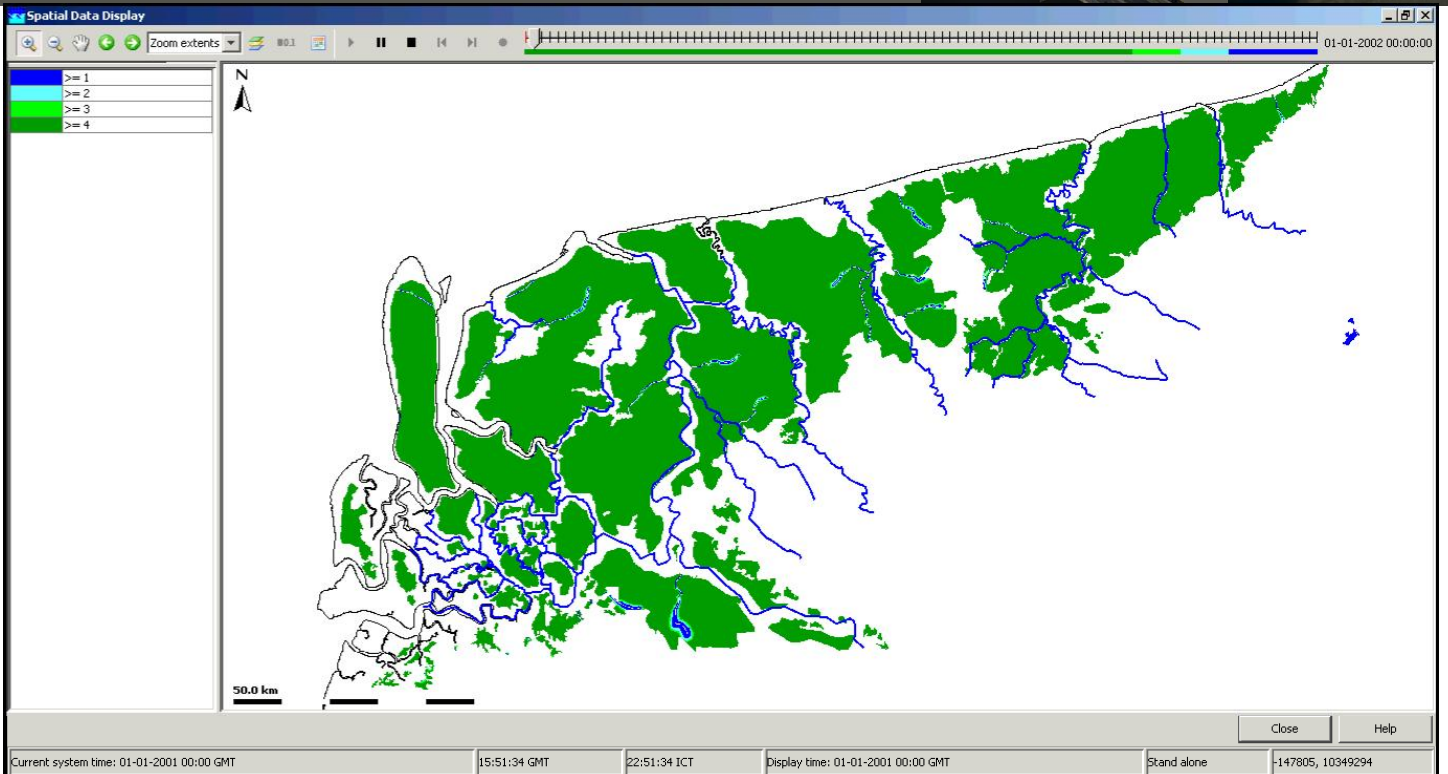 Spatial Data Display
Zoom extents
01-01-2002 00:00:00
>= 1
>= 2
>= 3
>= 4
N
50.0 km
Close Help
Current system time: 01-01-2001 00:00 GMT 15:51:34 GMT 22:51:34 ICT Display time: 01-01-2001 00:00 GMT Stand alone -147805, 10349294